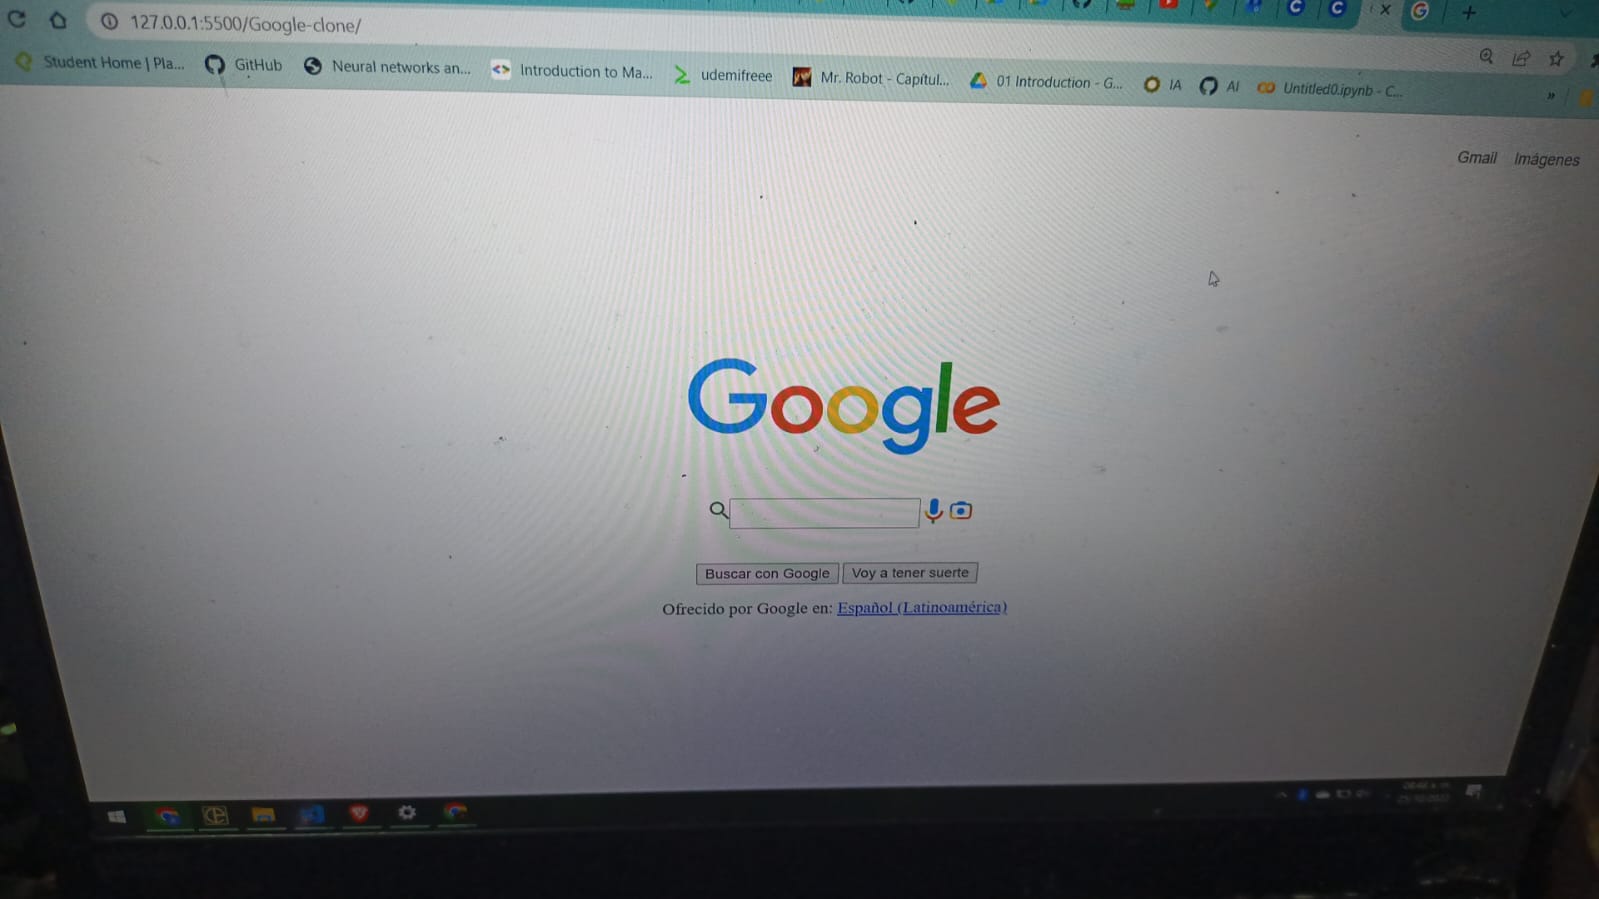 127.0.0.1:5500/Google-clone/
Student Home | Pla... GitHub Neural networks an... Introduction to Ma... udemifreee Mr. Robot - Capítul... 01 Introduction - G... IA AI Untitled0.ipynb - C... »
Gmail Imágenes
Google
Buscar con Google Voy a tener suerte
Ofrecido por Google en: Español (Latinoamérica)